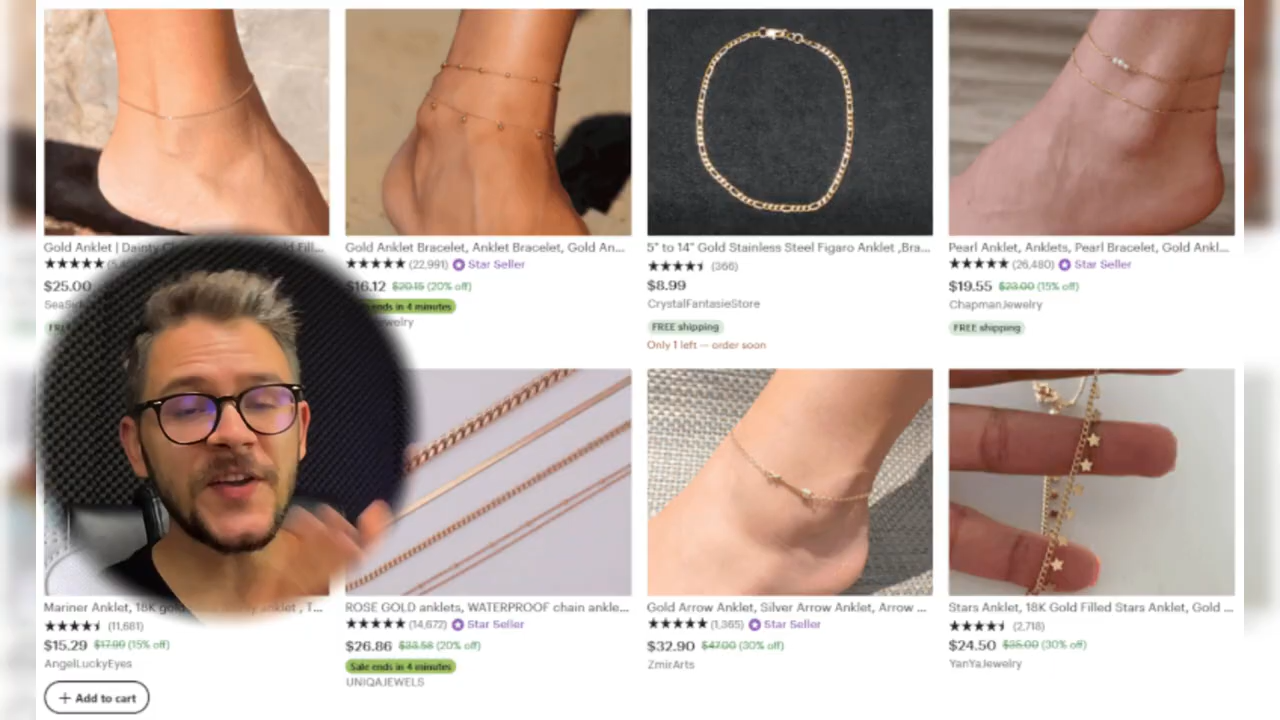 Gold Anklet | Dainty
Fill...
$25.00
FREE
Gold Anklet Bracelet, Anklet Bracelet, Gold An...
(22,991) Star Seller
$16.12 $20.15 (20% off)
ends in 4 minutes
5" to 14" Gold Stainless Steel Figaro Anklet ,Bra...
(366)
$8.99
CrystalFantasieStore
FREE shipping
Only 1 left — order soon
Pearl Anklet, Anklets, Pearl Bracelet, Gold Ankl...
(26,480) Star Seller
$19.55 $23.00 (15% off)
ChapmanJewelry
FREE shipping
Mariner Anklet, 18K gold
anklet , T...
(11,681)
$15.29 $17.99 (15% off)
AngelLuckyEyes
+ Add to cart
ROSE GOLD anklets, WATERPROOF chain ankle...
(14,672) Star Seller
$26.86 $33.58 (20% off)
Sale ends in 4 minutes
UNIQAJEWELS
Gold Arrow Anklet, Silver Arrow Anklet, Arrow ...
(1,365) Star Seller
$32.90 $47.00 (30% off)
ZmirArts
Stars Anklet, 18K Gold Filled Stars Anklet, Gold ...
(2,718)
$24.50 $35.00 (30% off)
YanYaJewelry